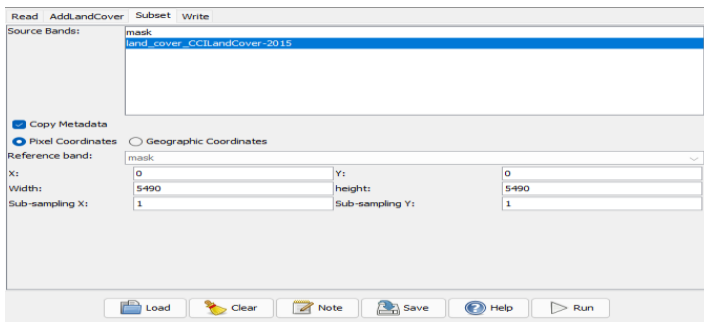 Read AddLandCover Subset Write
Source Bands: mask
land_cover_CCILandCover-2015
Copy Metadata
Pixel Coordinates Geographic Coordinates
Reference band: mask
X: 0 Y: 0
Width: 5490 height: 5490
Sub-sampling X: 1 Sub-sampling Y: 1
Load Clear Note Save Help Run